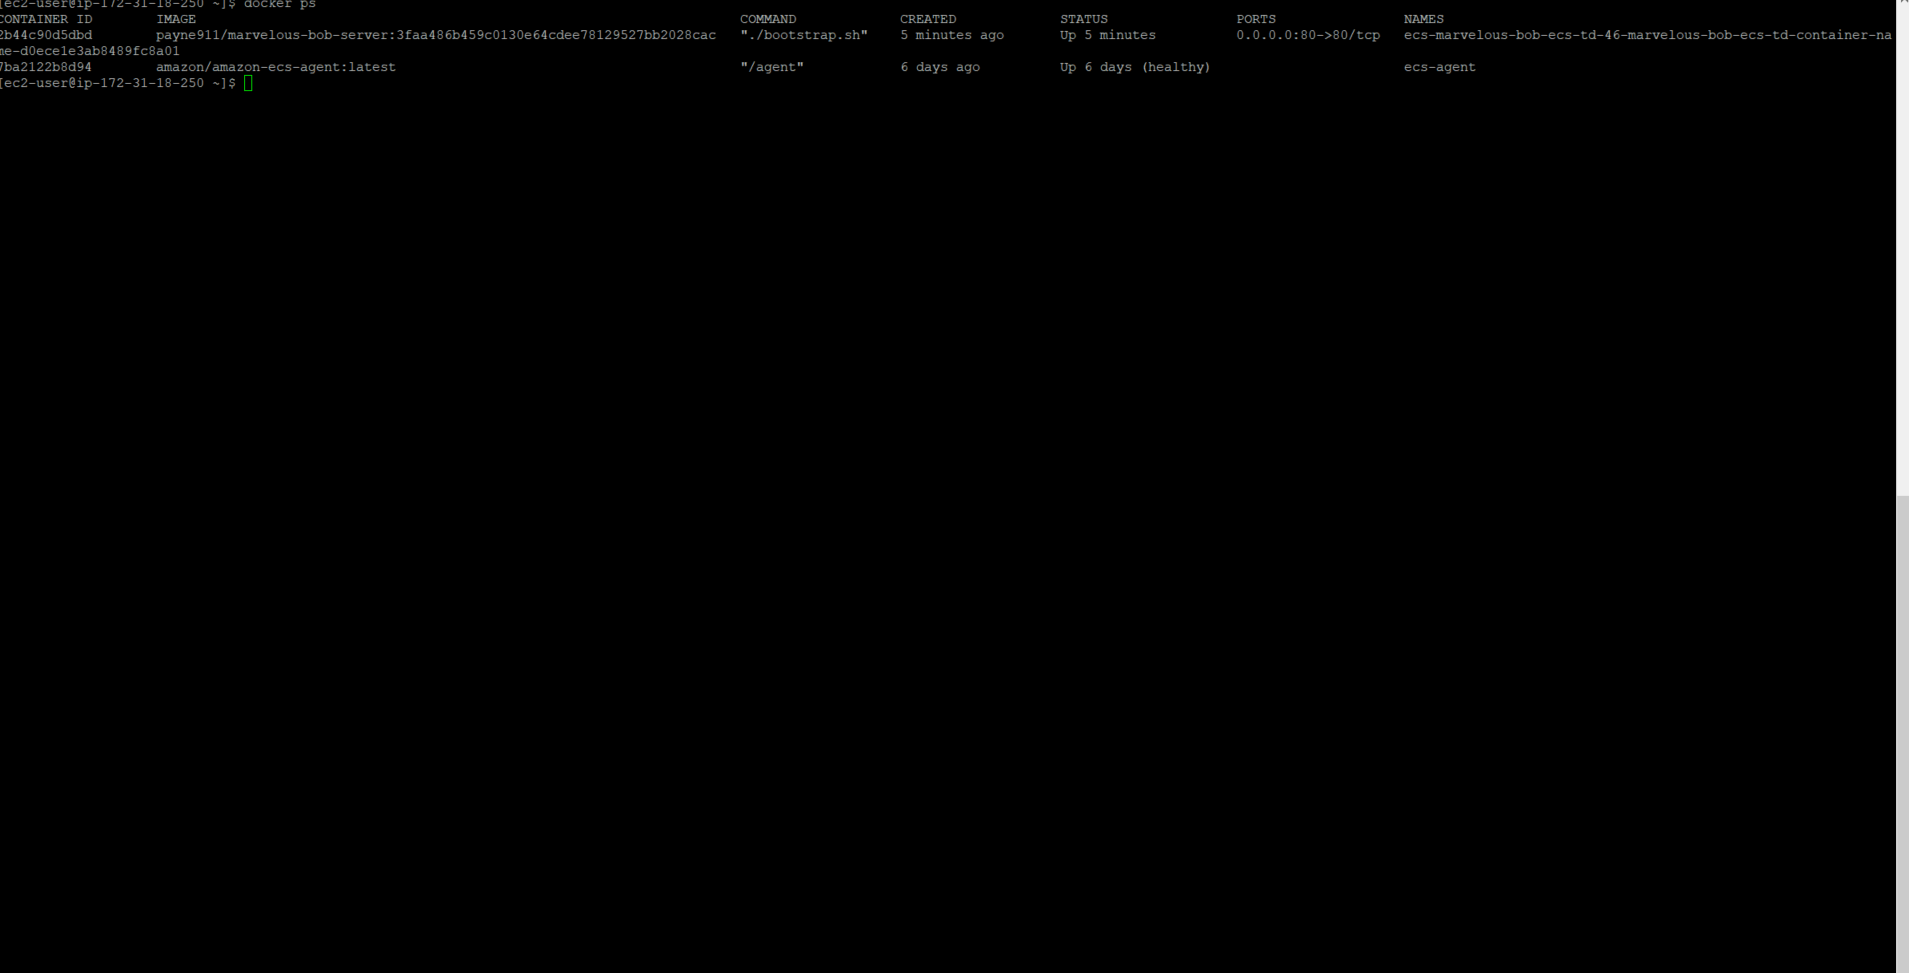 [ec2-user@ip-172-31-18-250 ~]$ docker ps
CONTAINER ID IMAGE COMMAND CREATED STATUS PORTS NAMES
2b44c90d5dbd payne911/marvelous-bob-server:3faa486b459c0130e64cdee78129527bb2028cac "./bootstrap.sh" 5 minutes ago Up 5 minutes 0.0.0.0:80->80/tcp ecs-marvelous-bob-ecs-td-46-marvelous-bob-ecs-td-container-na
me-d0ece1e3ab8489fc8a01
7ba2122b8d94 amazon/amazon-ecs-agent:latest "/agent" 6 days ago Up 6 days (healthy) ecs-agent
[ec2-user@ip-172-31-18-250 ~]$